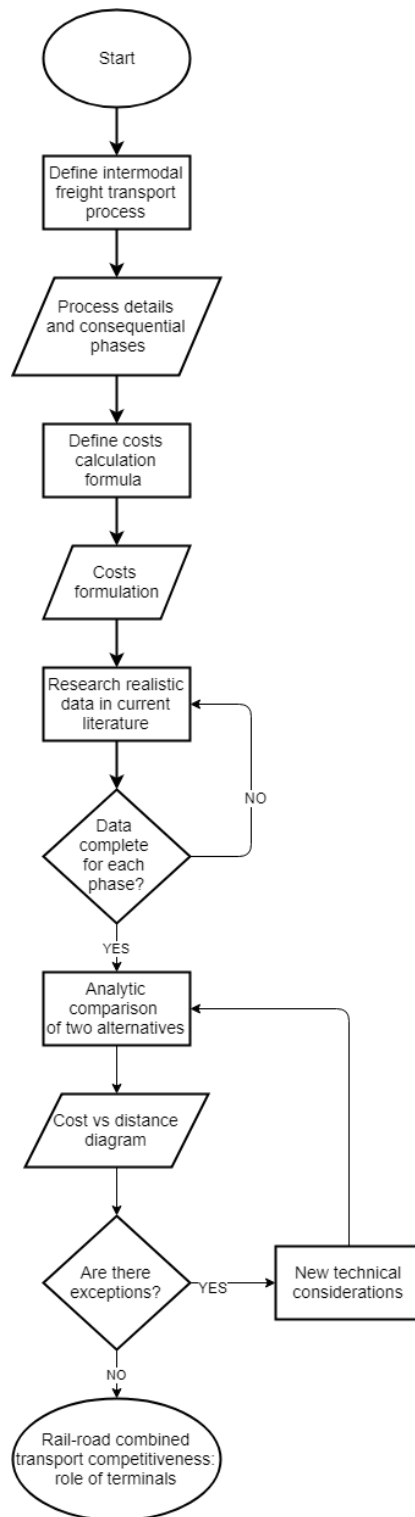 Start
Define intermodal
freight transport
process
Process details
and consequential
phases
Define costs
calculation
formula
Costs
formulation
Research realistic
data in current
literature
NO
Data
complete
for each
phase?
YES
Analytic
comparison
of two alternatives
Cost vs distance
diagram
Are there
exceptions?
YES
New technical
considerations
NO
Rail-road combined
transport competitiveness:
role of terminals